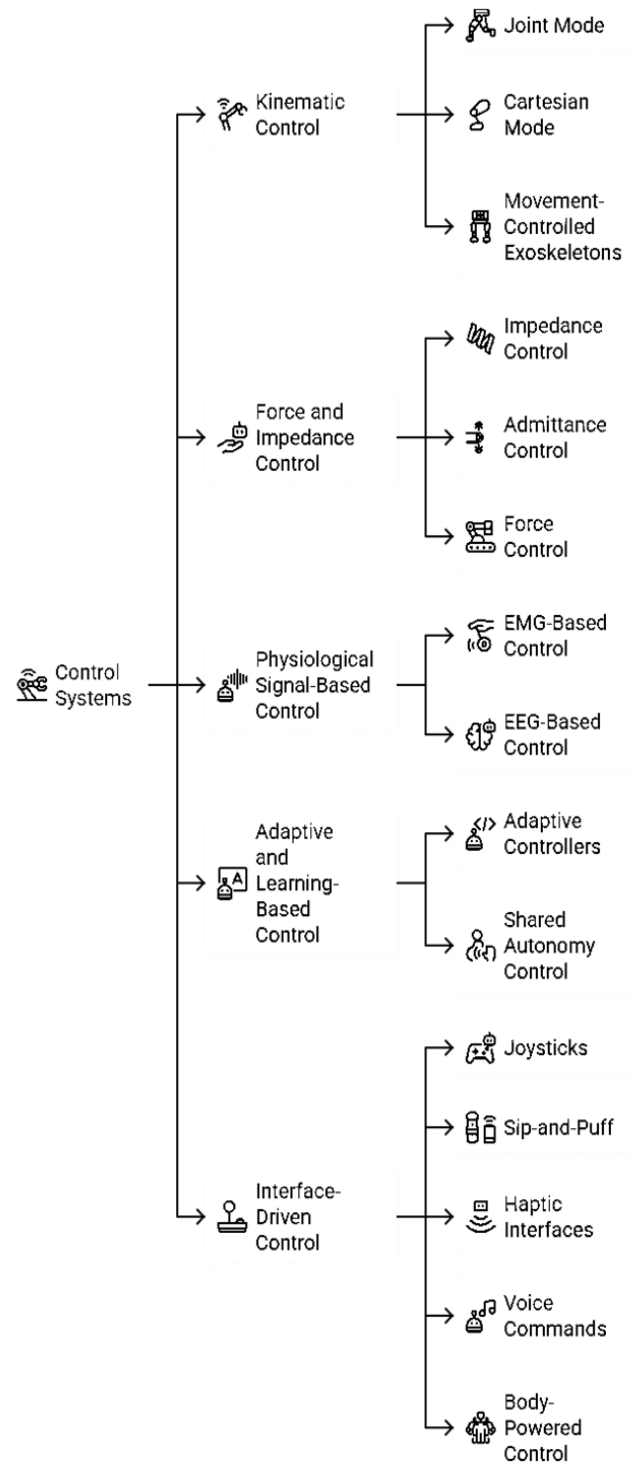 Joint Mode
Kinematic
Control
Cartesian
Mode
Movement-
Controlled
Exoskeletons
Impedance
Control
Force and
Impedance
Control
Admittance
Control
Force
Control
EMG-Based
Control
Control
Systems
Physiological
Signal-Based
Control
EEG-Based
Control
Adaptive
and
Learning-
Based
Control
Adaptive
Controllers
Shared
Autonomy
Control
Joysticks
Sip-and-Puff
Interface-
Driven
Control
Haptic
Interfaces
Voice
Commands
Body-
Powered
Control